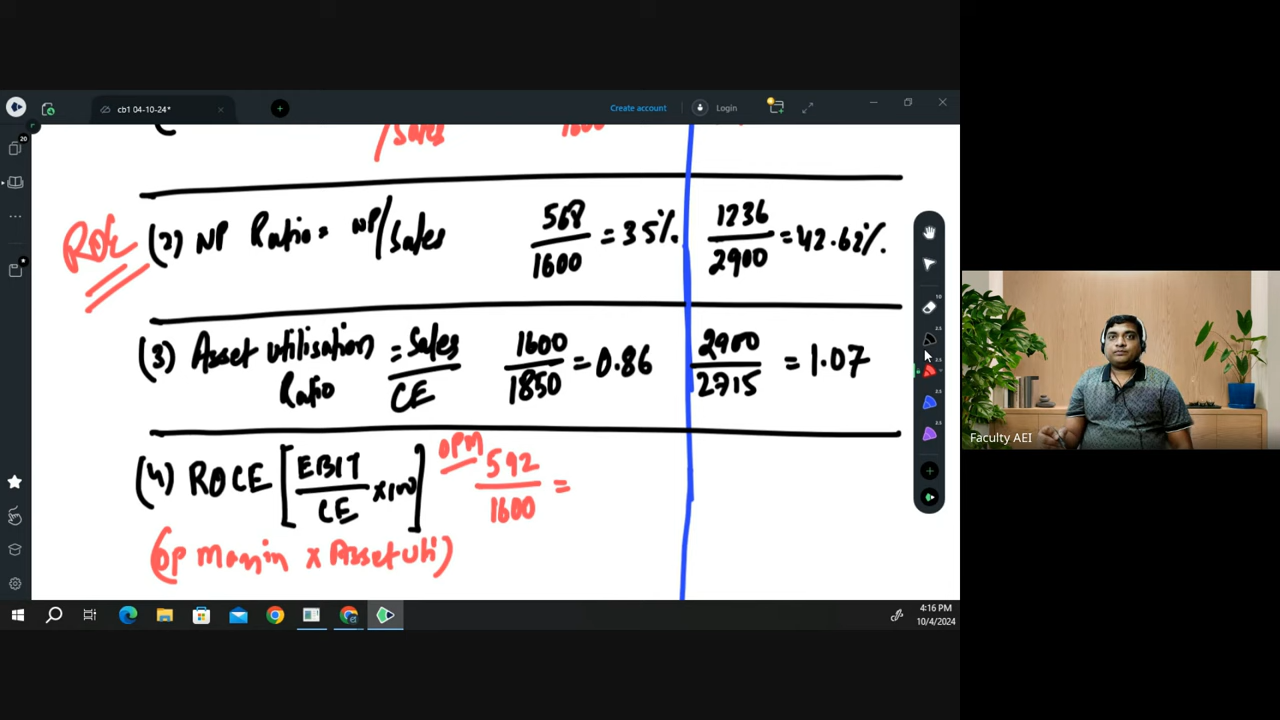 cb1 04-10-24*
Create account
Login
/Sales
1600
ROE
(2) NP Ratio = NP/Sales
568/1600 = 35%
1236/2900 = 42.62%
(3) Asset utilisation Ratio = Sales/CE
1600/1850 = 0.86
2900/2715 = 1.07
(4) ROCE [EBIT/CE x100]
OPM
592/1600 =
(OP Margin x Asset Uti)
Faculty AEI
4:16 PM
10/4/2024